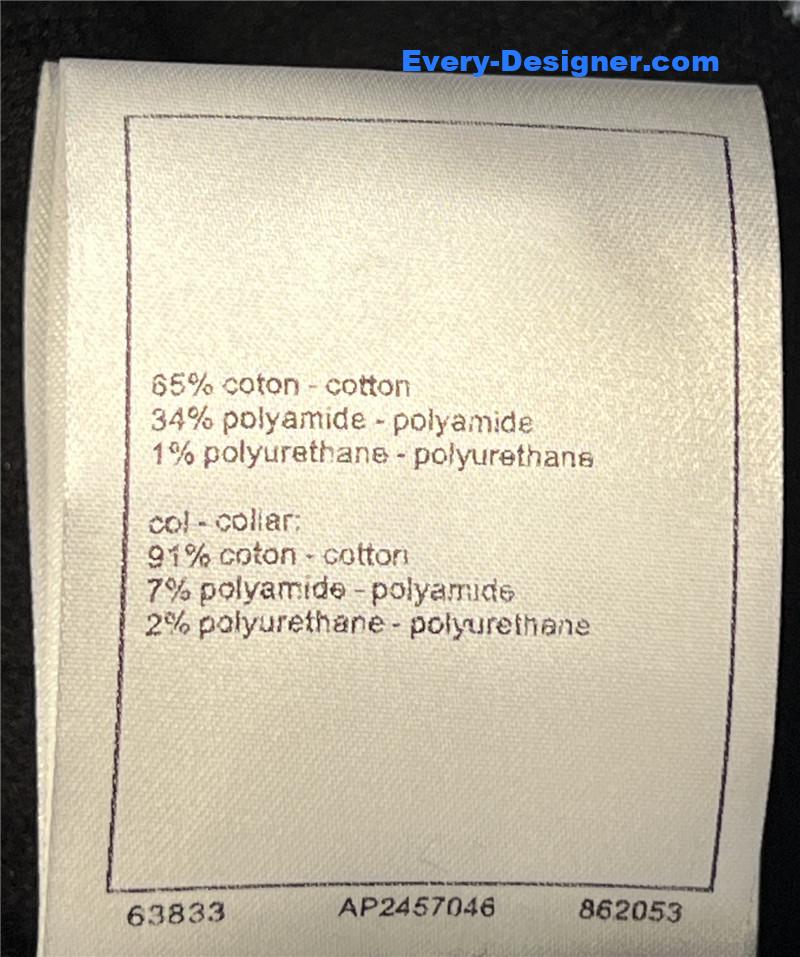 Every-Designer.com
65% coton - cotton
34% polyamide - polyamide
1% polyurethane - polyurethane
col - collar:
91% coton - cotton
7% polyamide - polyamide
2% polyurethane - polyurethane
63833 AP2457046 862053